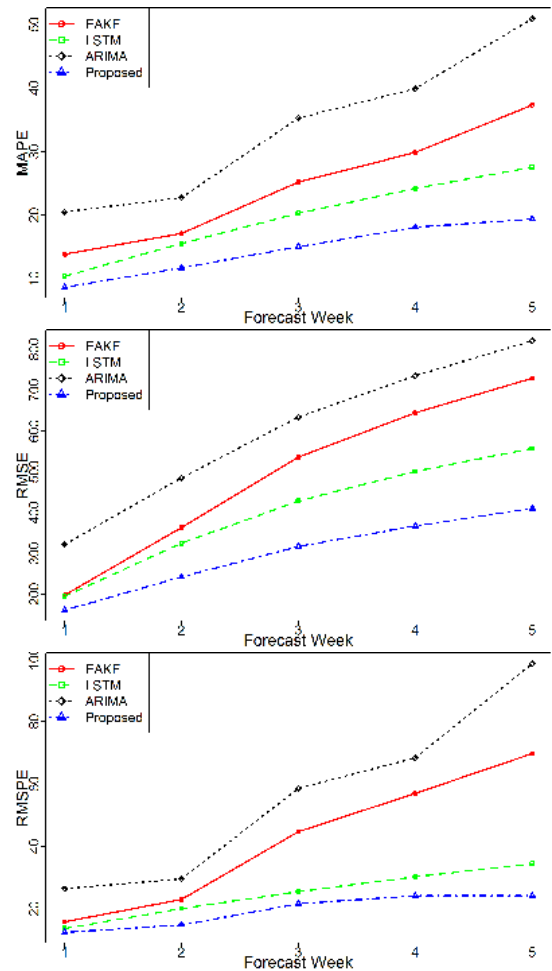 FAKF
LSTM
ARIMA
Proposed
MAPE
10 20 30 40 50
1 2 3 4 5
Forecast Week
FAKF
LSTM
ARIMA
Proposed
RMSE
200 300 400 500 600 700 800
1 2 3 4 5
Forecast Week
FAKF
LSTM
ARIMA
Proposed
RMSPE
20 40 60 80 100
1 2 3 4 5
Forecast Week